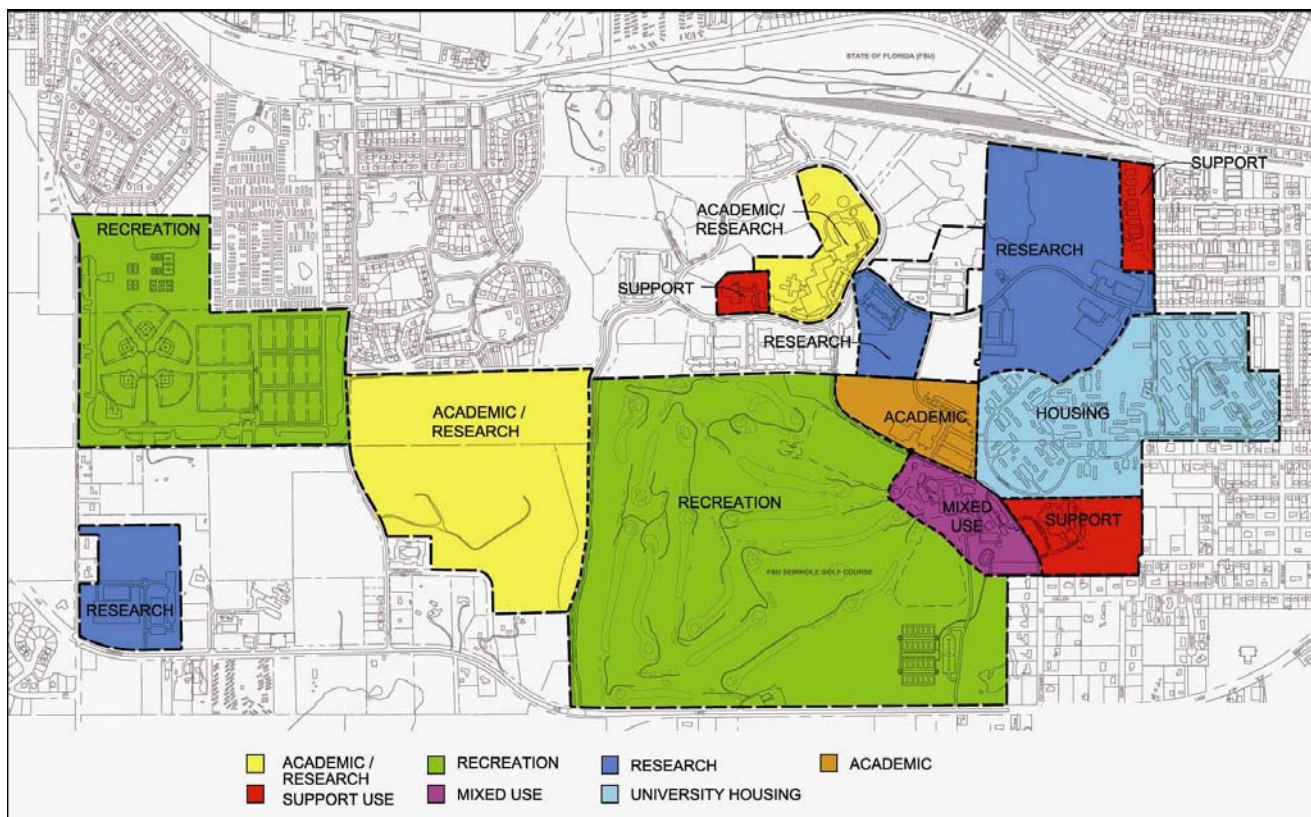 STATE OF FLORIDA (FSU)
SUPPORT
ACADEMIC/
RESEARCH
RECREATION
RESEARCH
SUPPORT
RESEARCH
ACADEMIC /
RESEARCH
ACADEMIC
HOUSING
ALUMNI
RECREATION
MIXED
USE
SUPPORT
FSU SEMINOLE GOLF COURSE
RESEARCH
ACADEMIC /
RESEARCH
RECREATION
RESEARCH
ACADEMIC
SUPPORT USE
MIXED USE
UNIVERSITY HOUSING